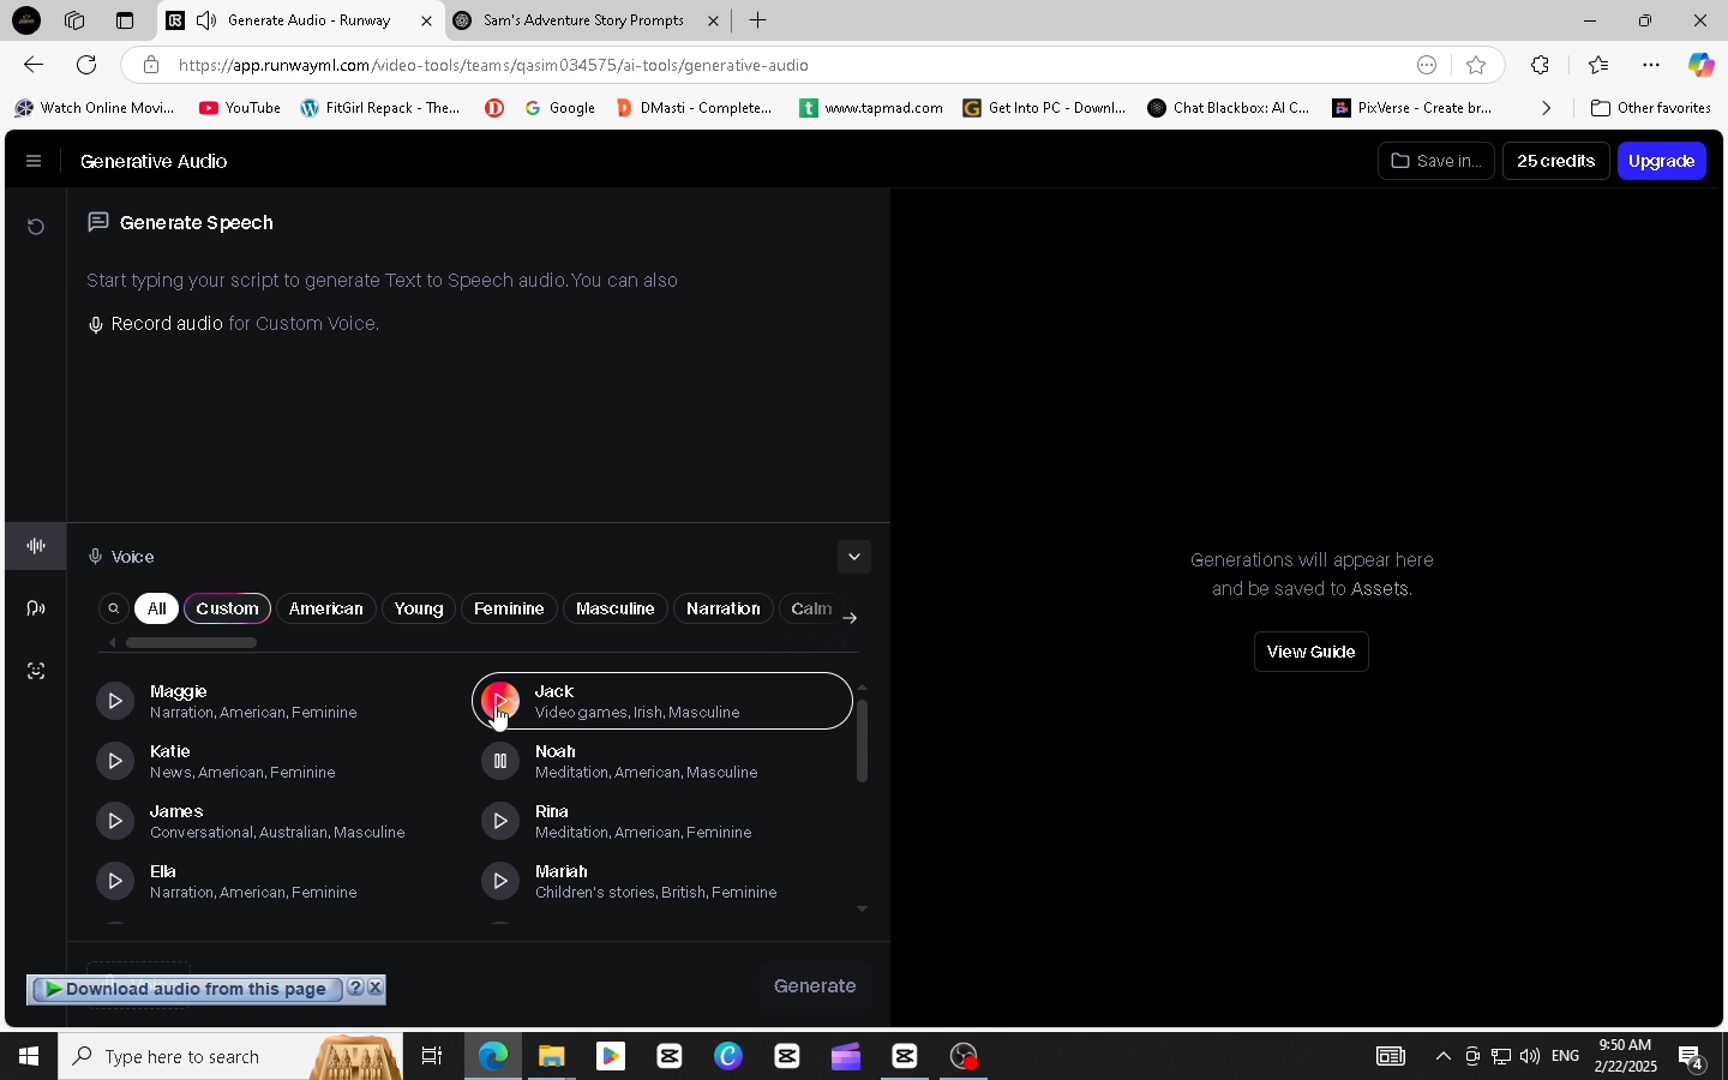 Generate Audio - Runway
Sam's Adventure Story Prompts
https://app.runwayml.com/video-tools/teams/qasim034575/ai-tools/generative-audio
Watch Online Movi...
YouTube
FitGirl Repack - The...
Google
DMasti - Complete...
www.tapmad.com
Get Into PC - Downl...
Chat Blackbox: AI C...
PixVerse - Create br...
Other favorites
Generative Audio
Save in...
25 credits
Upgrade
Generate Speech
Start typing your script to generate Text to Speech audio. You can also
Record audio for Custom Voice.
Voice
All
Custom
American
Young
Feminine
Masculine
Narration
Calm
Maggie
Narration, American, Feminine
Jack
Video games, Irish, Masculine
Katie
News, American, Feminine
Noah
Meditation, American, Masculine
James
Conversational, Australian, Masculine
Rina
Meditation, American, Feminine
Ella
Narration, American, Feminine
Mariah
Children's stories, British, Feminine
Generations will appear here
and be saved to Assets.
View Guide
Download audio from this page
?
Generate
Type here to search
ENG
9:50 AM
2/22/2025
4